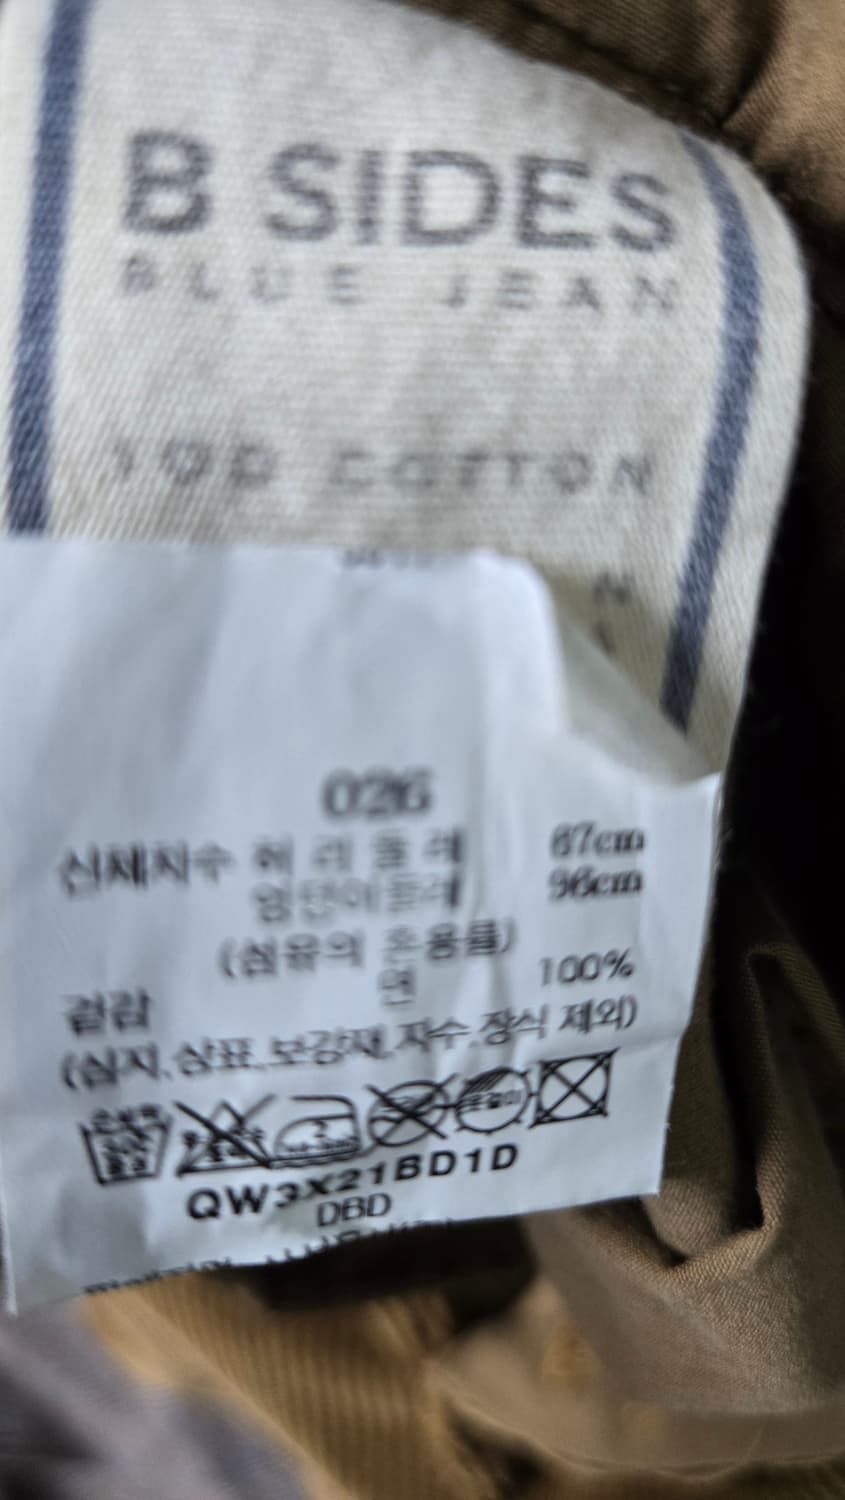 B SIDES
BLUE JEAN
100 COTTON
026
신체치수 허리둘레 67cm
엉덩이둘레 96cm
(섬유의 혼용률)
겉감 면 100%
(심지,상표,보강재,자수,장식 제외)
QW3X21BD1D
DBD